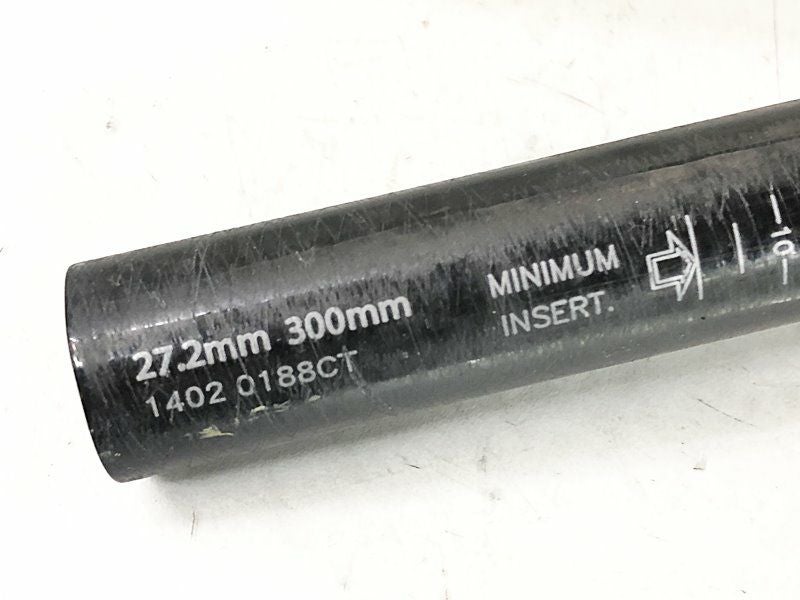 27.2mm 300mm
1402 0188CT
MINIMUM
INSERT.